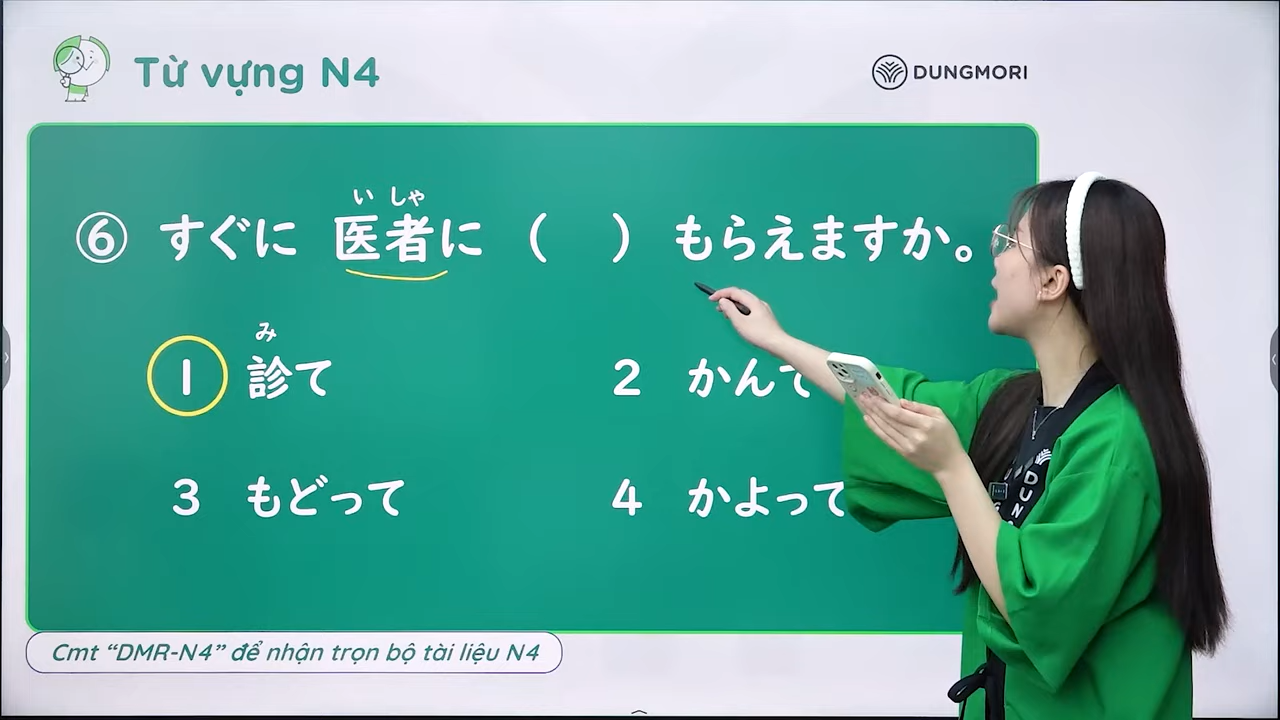 Từ vựng N4
DUNGMORI
い しゃ
⑥ すぐに 医者に ( ) もらえますか。
み
1 診て
2 かんで
3 もどって
4 かよって
Cmt “DMR-N4” để nhận trọn bộ tài liệu N4